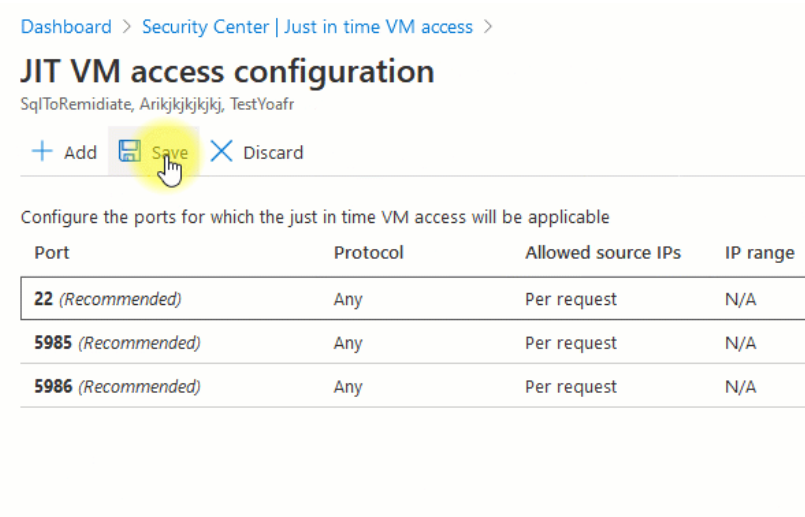 Dashboard > Security Center | Just in time VM access >
JIT VM access configuration
SqlToRemidiate, Arikjkjkjkjkj, TestYoafr
Add Save Discard
Configure the ports for which the just in time VM access will be applicable
Port Protocol Allowed source IPs IP range
22 (Recommended) Any Per request N/A
5985 (Recommended) Any Per request N/A
5986 (Recommended) Any Per request N/A